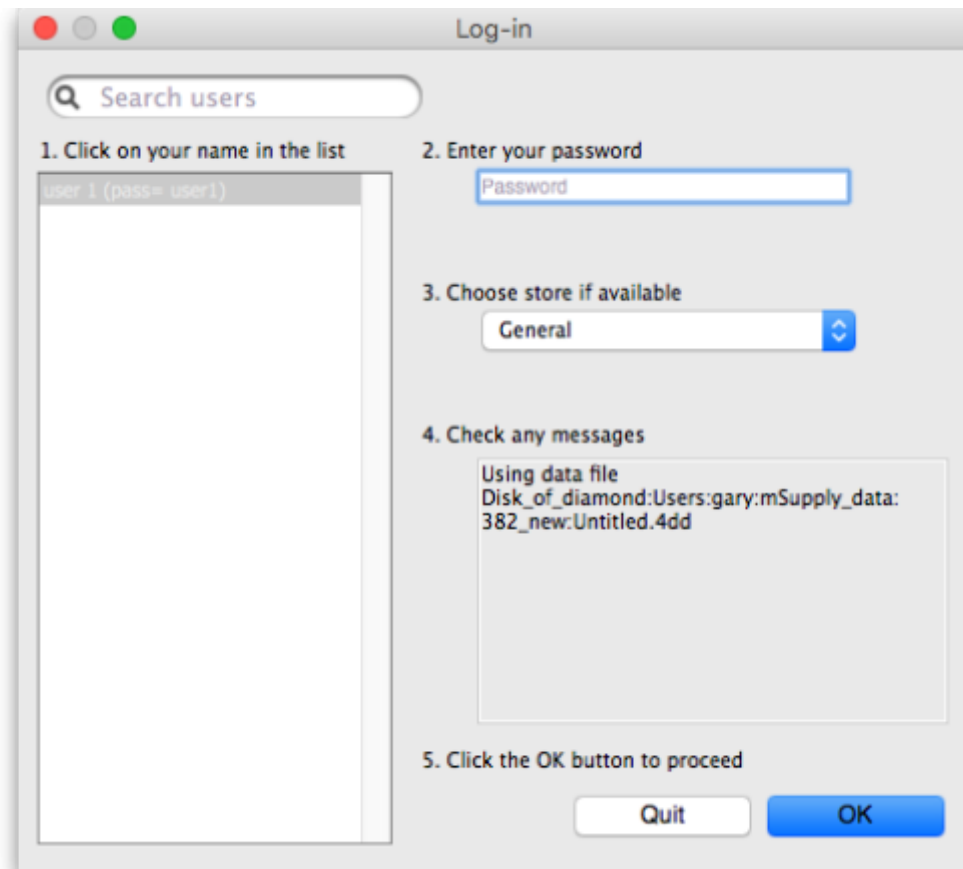 Log-in
Search users
1. Click on your name in the list
user 1 (pass= user1)
2. Enter your password
Password
3. Choose store if available
General
4. Check any messages
Using data file
Disk_of_diamond:Users:gary:mSupply_data:
382_new:Untitled.4dd
5. Click the OK button to proceed
Quit
OK